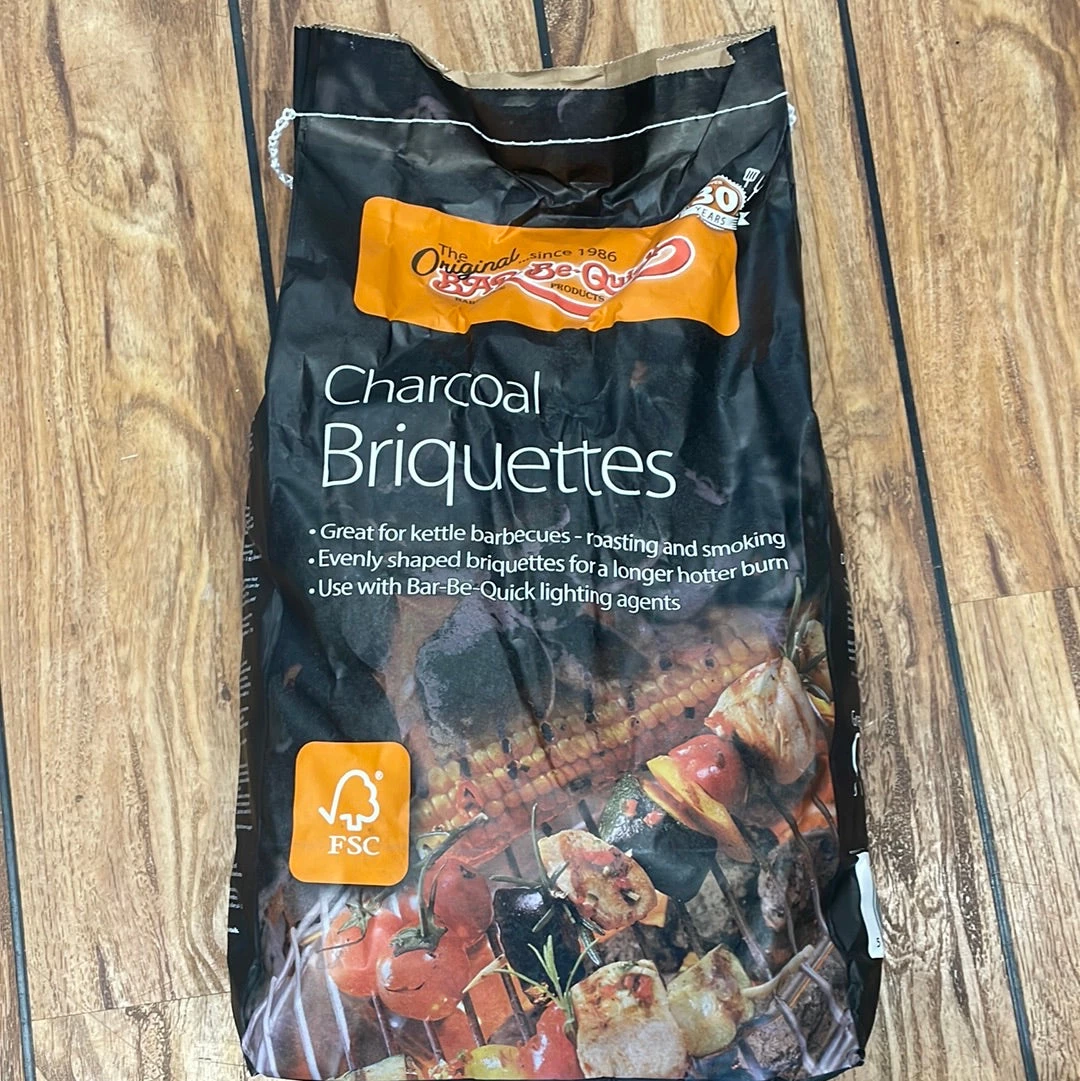 30
YEARS
The
Original ...since 1986
BAR-Be-Quick
PRODUCTS
Charcoal
Briquettes
• Great for kettle barbecues - roasting and smoking
• Evenly shaped briquettes for a longer hotter burn
• Use with Bar-Be-Quick lighting agents
FSC
5